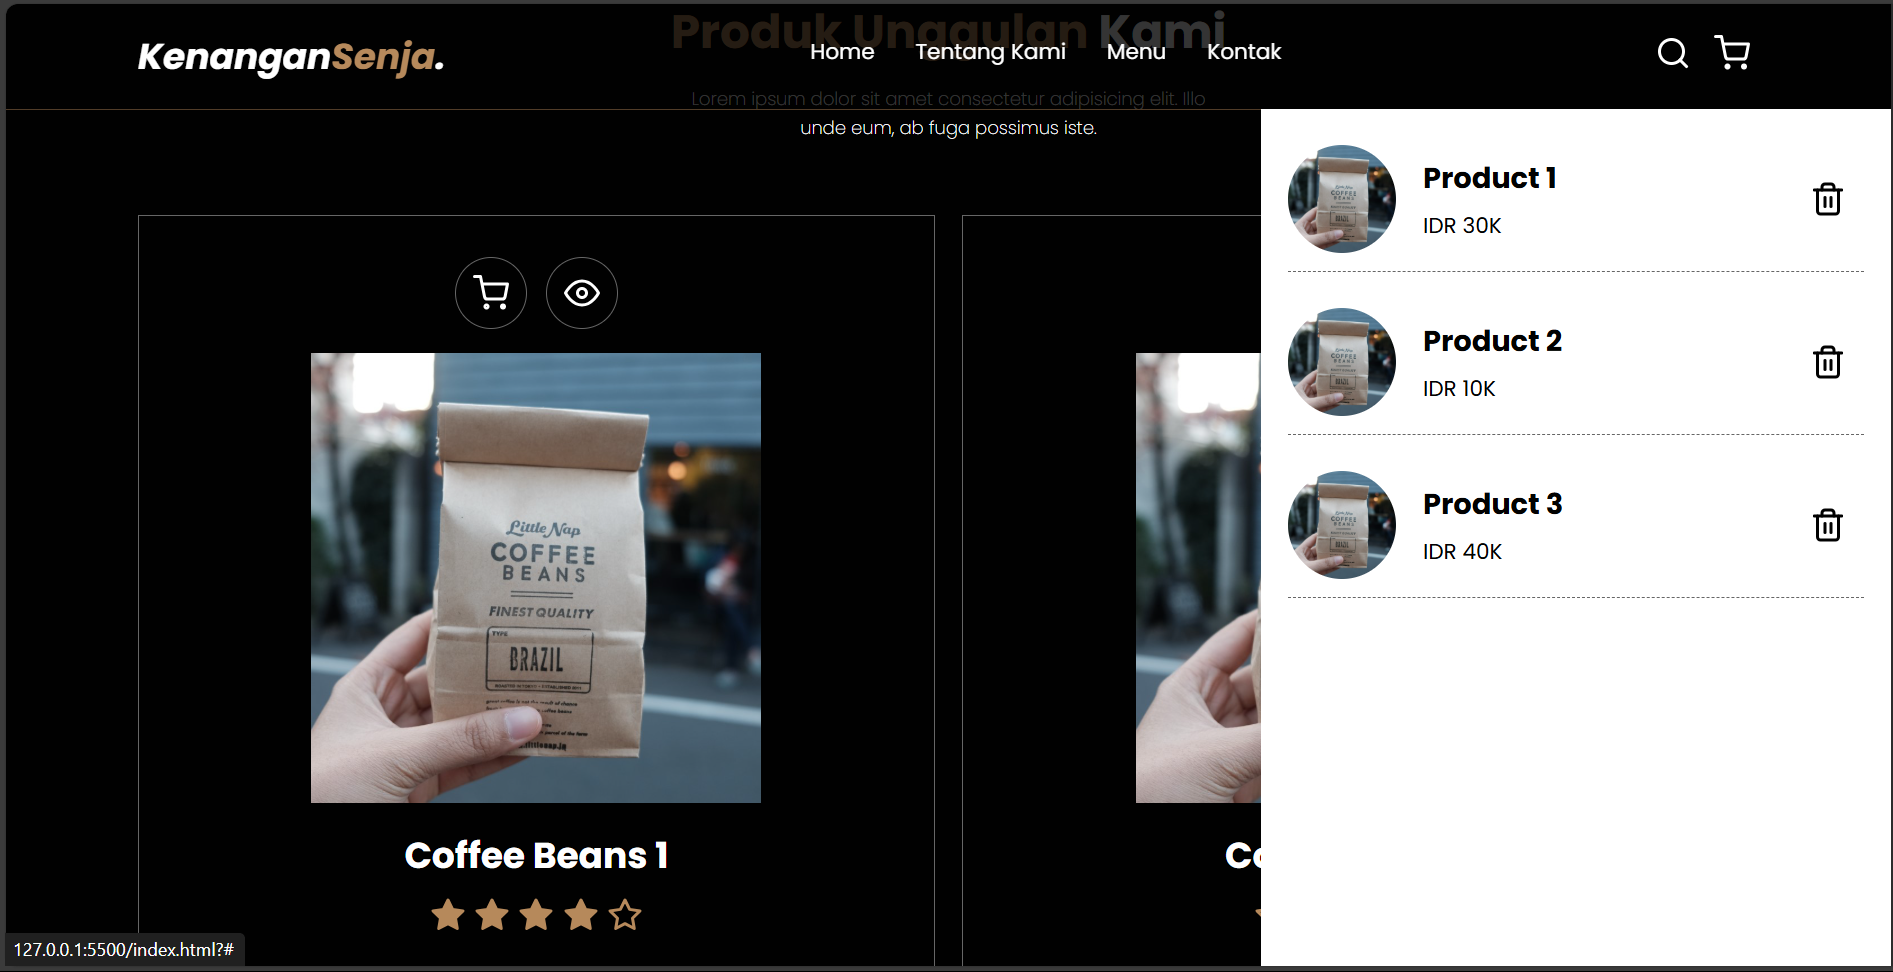 Produk Unggulan Kami
KenanganSenja.
Home
Tentang Kami
Menu
Kontak
Lorem ipsum dolor sit amet consectetur adipisicing elit. Illo
unde eum, ab fuga possimus iste.
Product 1
IDR 30K
Product 2
IDR 10K
Product 3
IDR 40K
Little Nap
COFFEE
BEANS
FINEST QUALITY
TYPE
BRAZIL
Coffee Beans 1
Co
127.0.0.1:5500/index.html?#